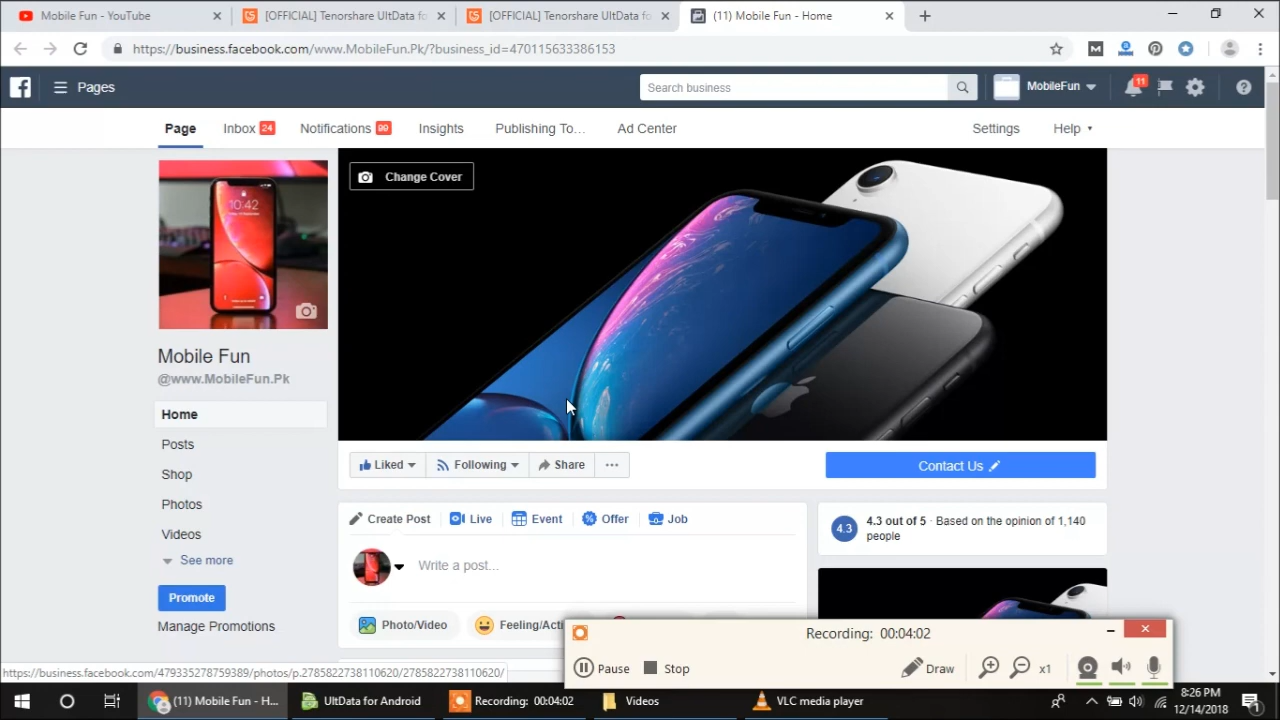 Mobile Fun - YouTube
[OFFICIAL] Tenorshare UltData fo
[OFFICIAL] Tenorshare UltData fo
(11) Mobile Fun - Home
https://business.facebook.com/www.MobileFun.Pk/?business_id=470115633386153
Pages
Search business
MobileFun
11
Page
Inbox 24
Notifications 99
Insights
Publishing To...
Ad Center
Settings
Help
10:42
Change Cover
Mobile Fun
@www.MobileFun.Pk
Home
Posts
Shop
Photos
Videos
See more
Promote
Manage Promotions
Liked
Following
Share
Contact Us
Create Post
Live
Event
Offer
Job
Write a post...
Photo/Video
Feeling/Acti
4.3
4.3 out of 5 · Based on the opinion of 1,140
people
Recording: 00:04:02
Pause
Stop
Draw
x1
https://business.facebook.com/479335278759389/photos/p.2785822738110620/2785822738110620/
(11) Mobile Fun - H...
UltData for Android
Recording: 00:04:02
Videos
VLC media player
8:26 PM
12/14/2018
1